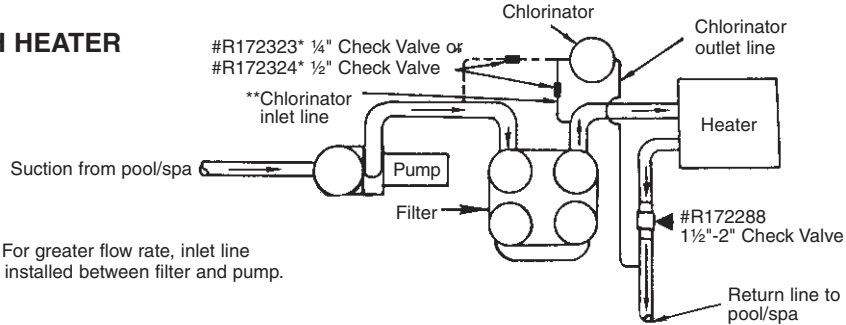 H HEATER
Chlorinator
#R172323* ¼" Check Valve or
#R172324* ½" Check Valve
Chlorinator
outlet line
**Chlorinator
inlet line
Heater
Suction from pool/spa
Pump
Filter
#R172288
1½"-2" Check Valve
For greater flow rate, inlet line
installed between filter and pump.
Return line to
pool/spa